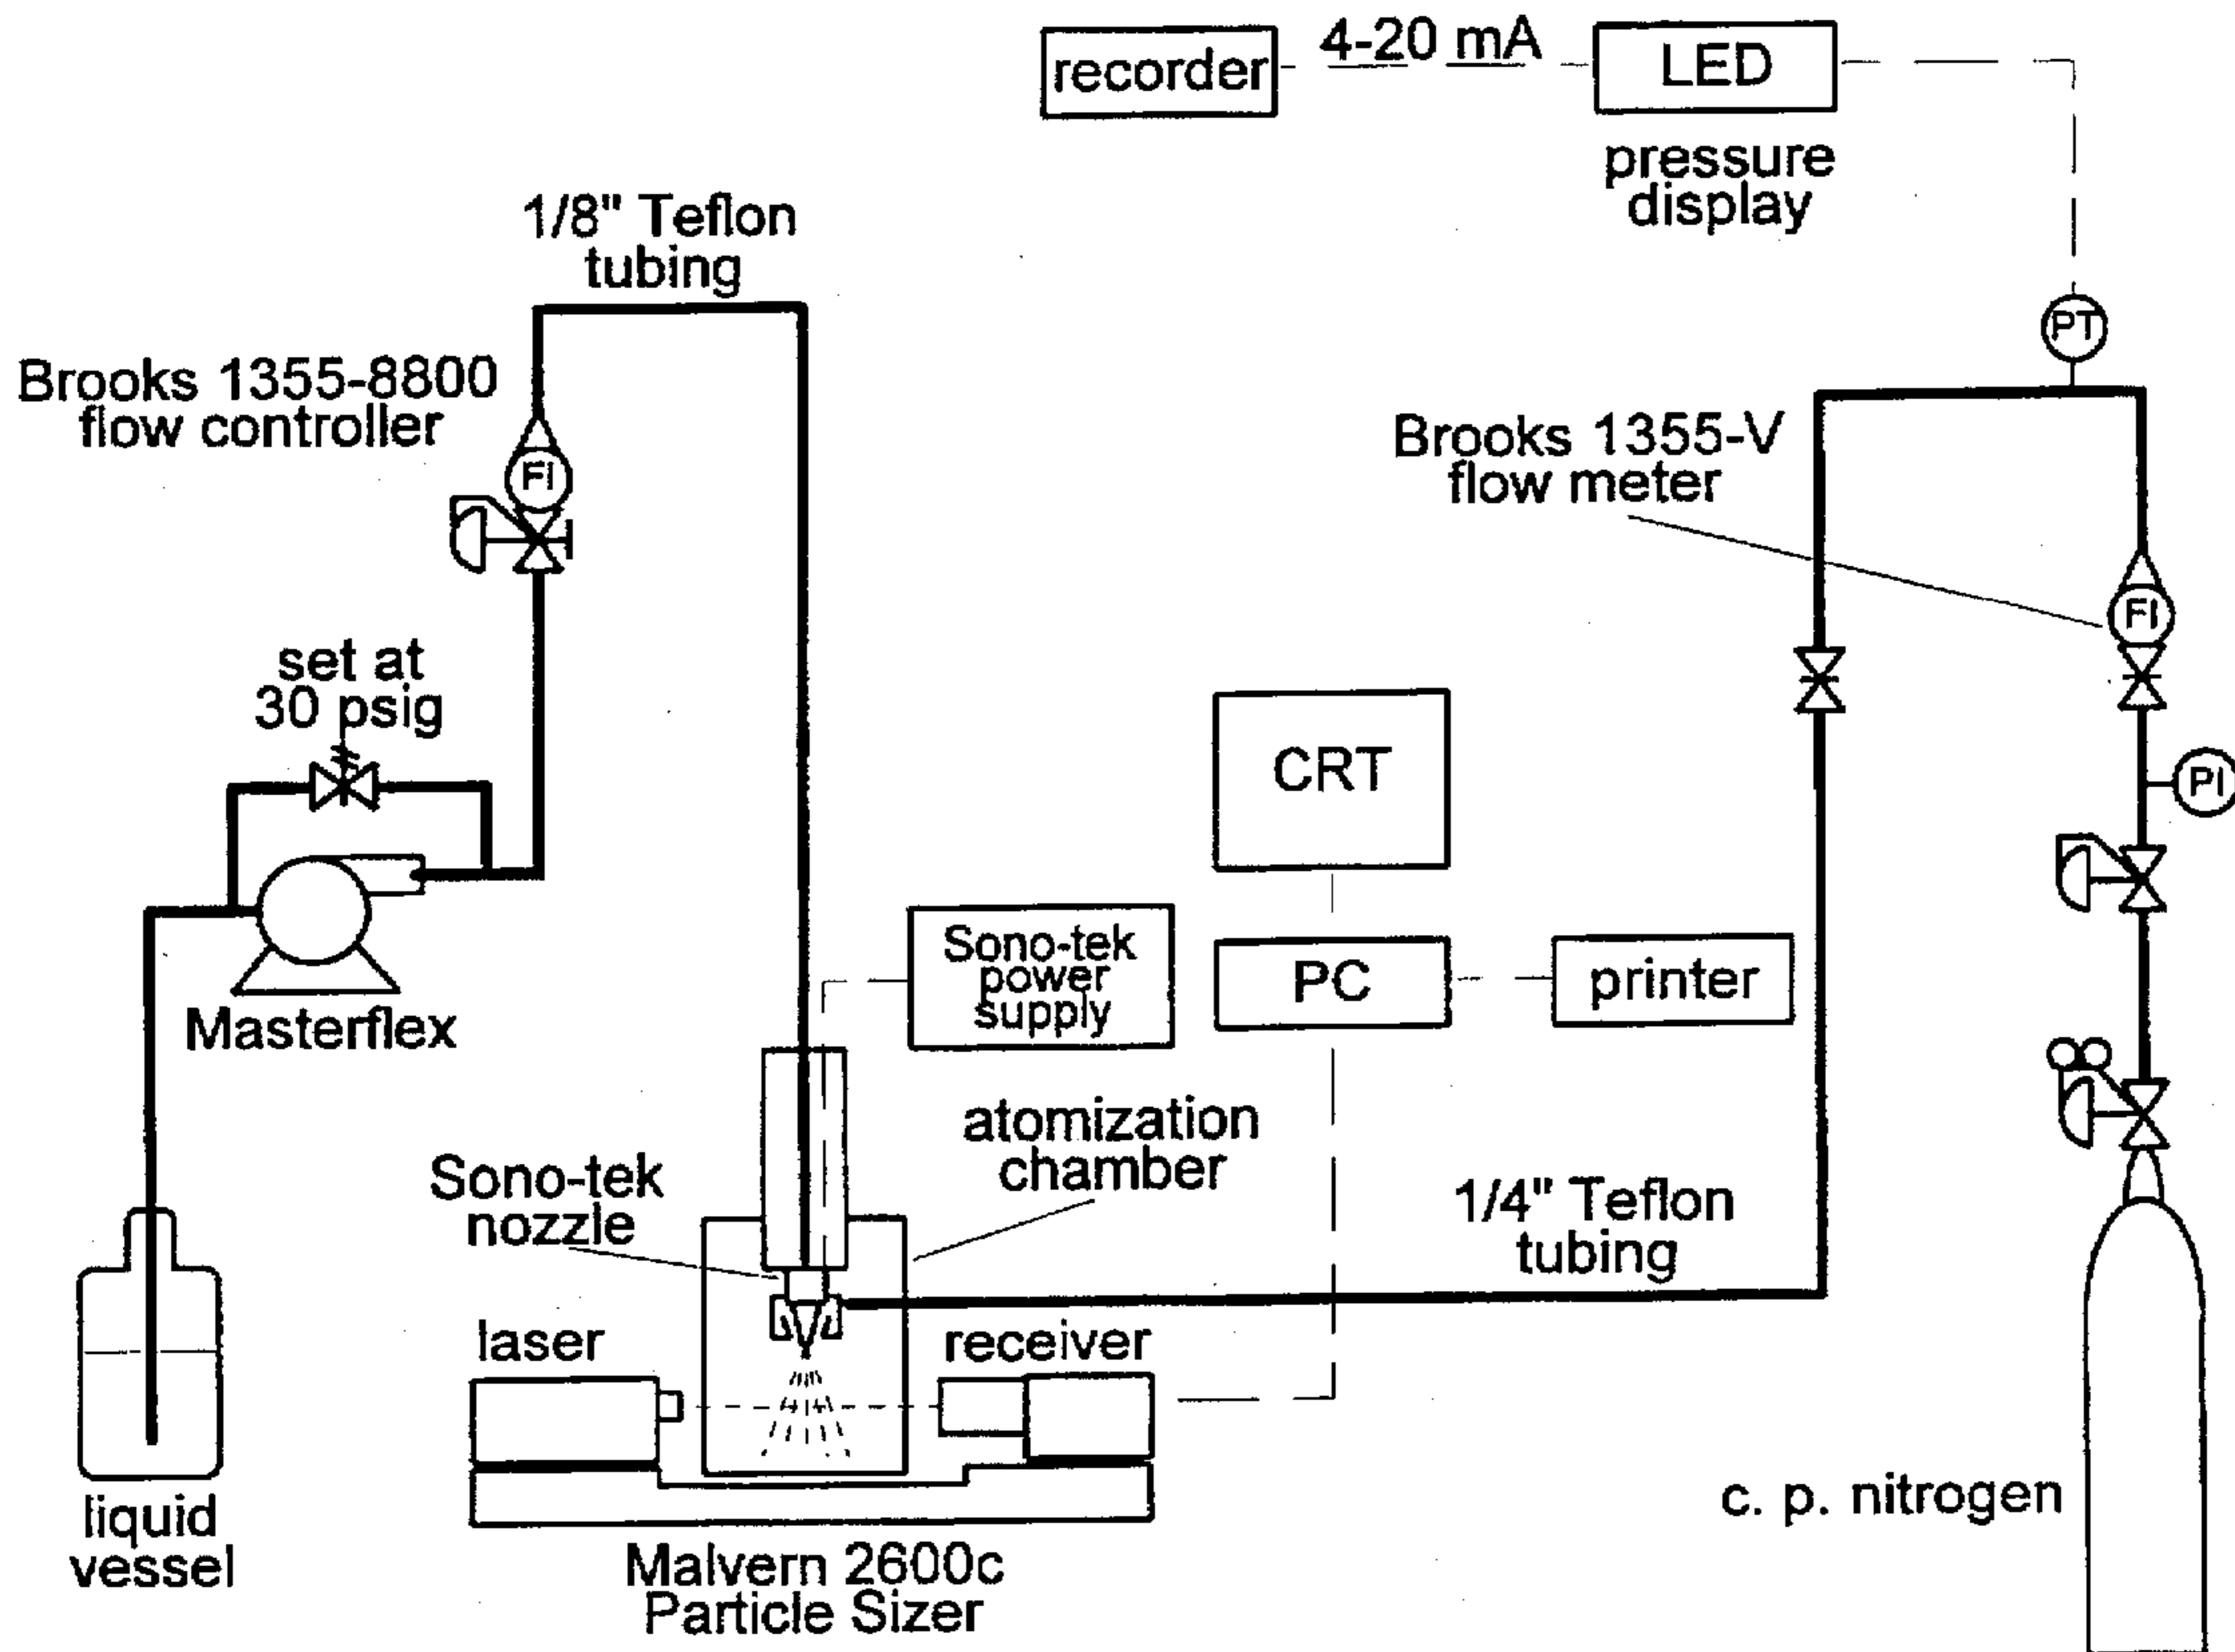 recorder
4-20 mA
LED
pressure
display
1/8" Teflon
tubing
PT
Brooks 1355-8800
flow controller
FI
Brooks 1355-V
flow meter
FI
set at
30 psig
CRT
PI
Sono-tek
power
supply
PC
printer
Masterflex
atomization
chamber
Sono-tek
nozzle
1/4" Teflon
tubing
laser
receiver
c. p. nitrogen
liquid
vessel
Malvern 2600c
Particle Sizer